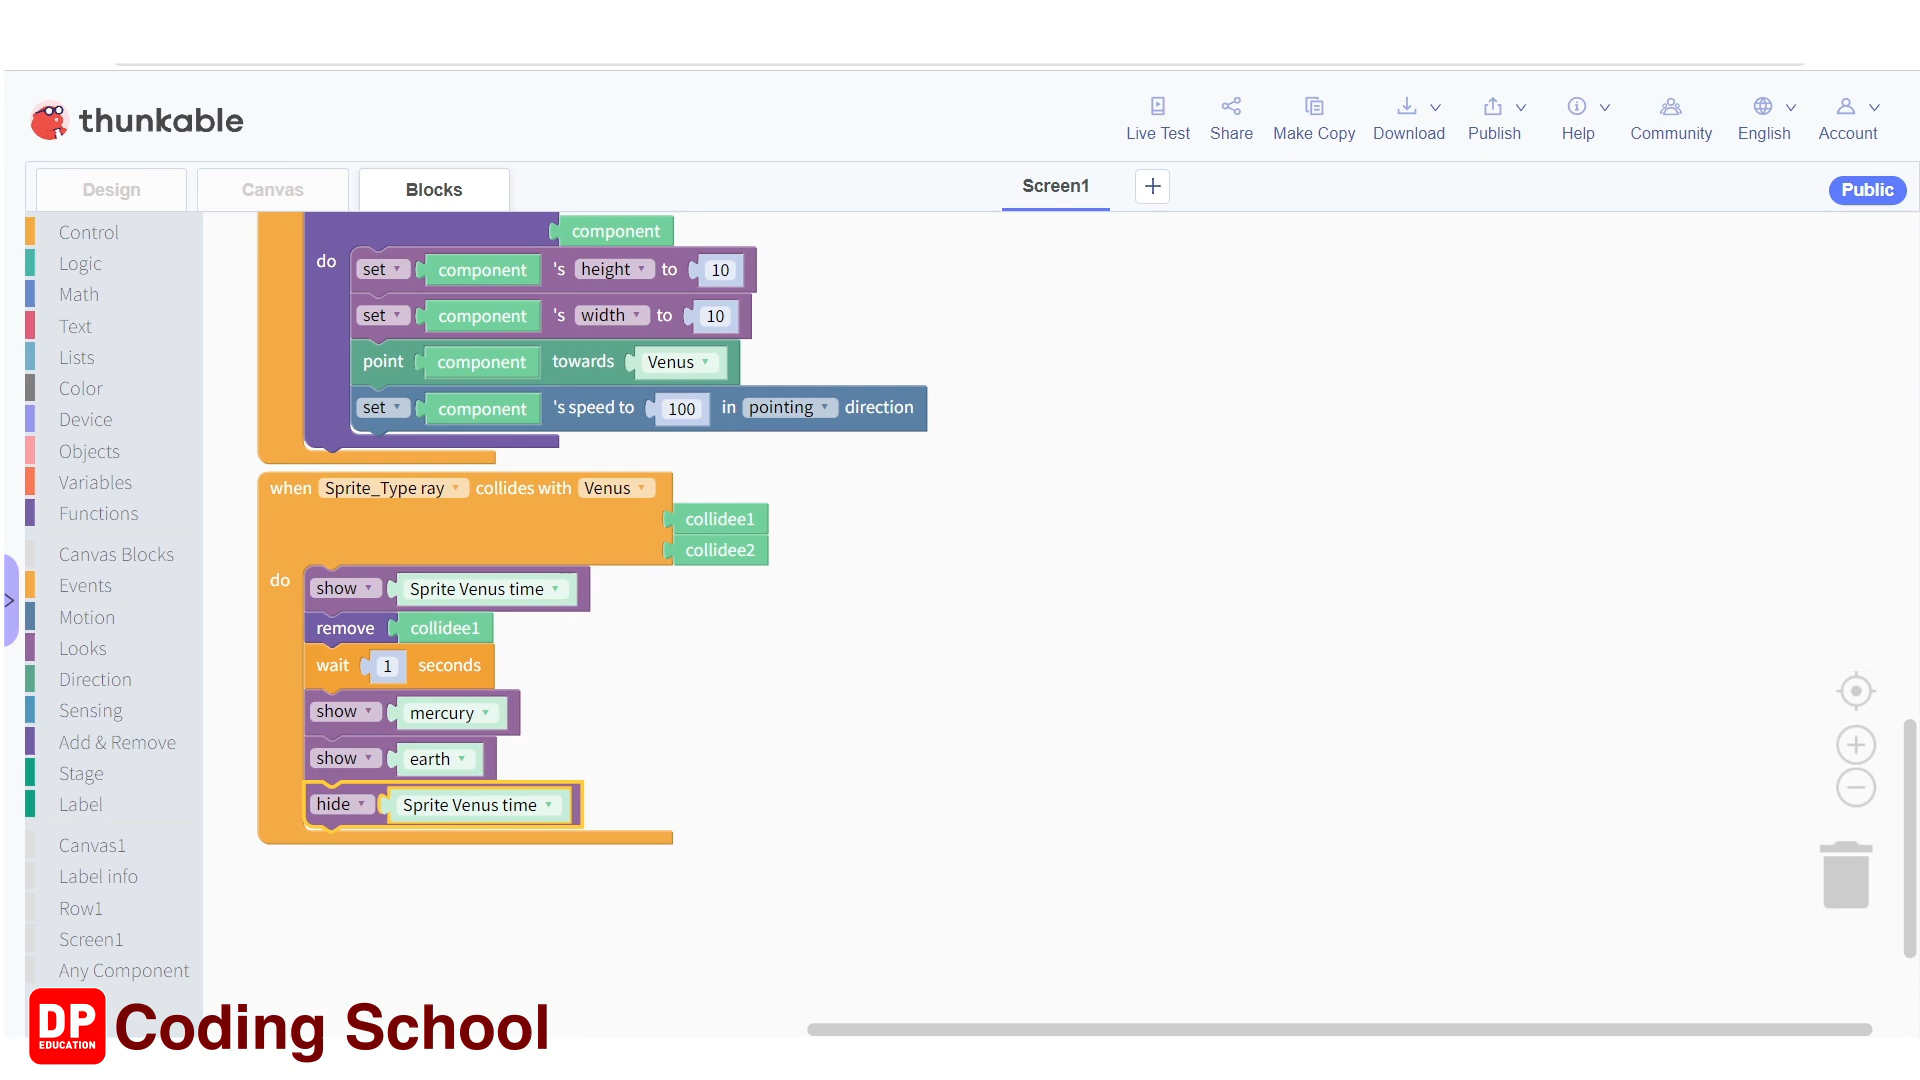 thunkable
Live Test Share Make Copy Download Publish Help Community English Account
Design Canvas Blocks Screen1 + Public
Control
Logic
Math
Text
Lists
Color
Device
Objects
Variables
Functions
Canvas Blocks
Events
Motion
Looks
Direction
Sensing
Add & Remove
Stage
Label
Canvas1
Label info
Row1
Screen1
Any Component
component
do set component 's height to 10
set component 's width to 10
point component towards Venus
set component 's speed to 100 in pointing direction
when Sprite_Type ray collides with Venus
collidee1
collidee2
do show Sprite Venus time
remove collidee1
wait 1 seconds
show mercury
show earth
hide Sprite Venus time
DP
EDUCATION
Coding School